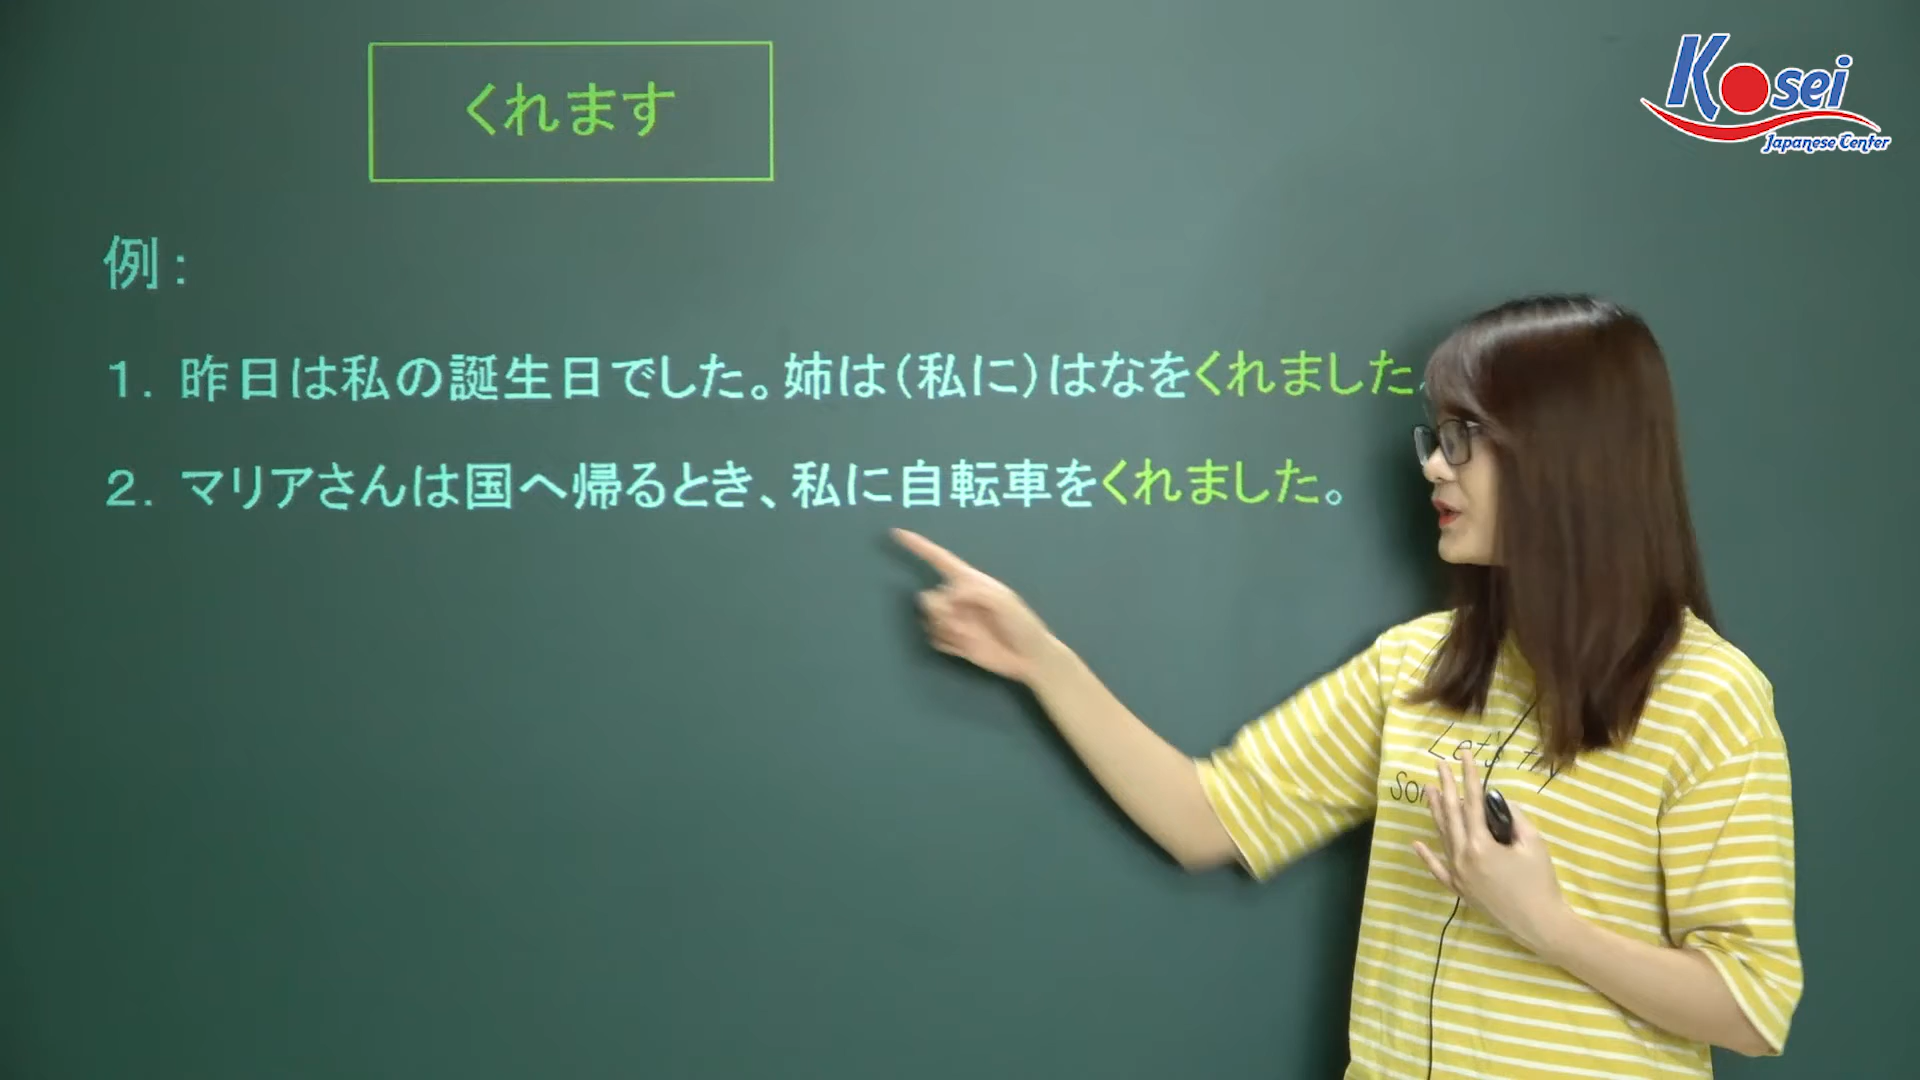 くれます
Kosei
Japanese Center
例：
1．昨日は私の誕生日でした。姉は（私に）はなをくれました
2．マリアさんは国へ帰るとき、私に自転車をくれました。
Let's fly